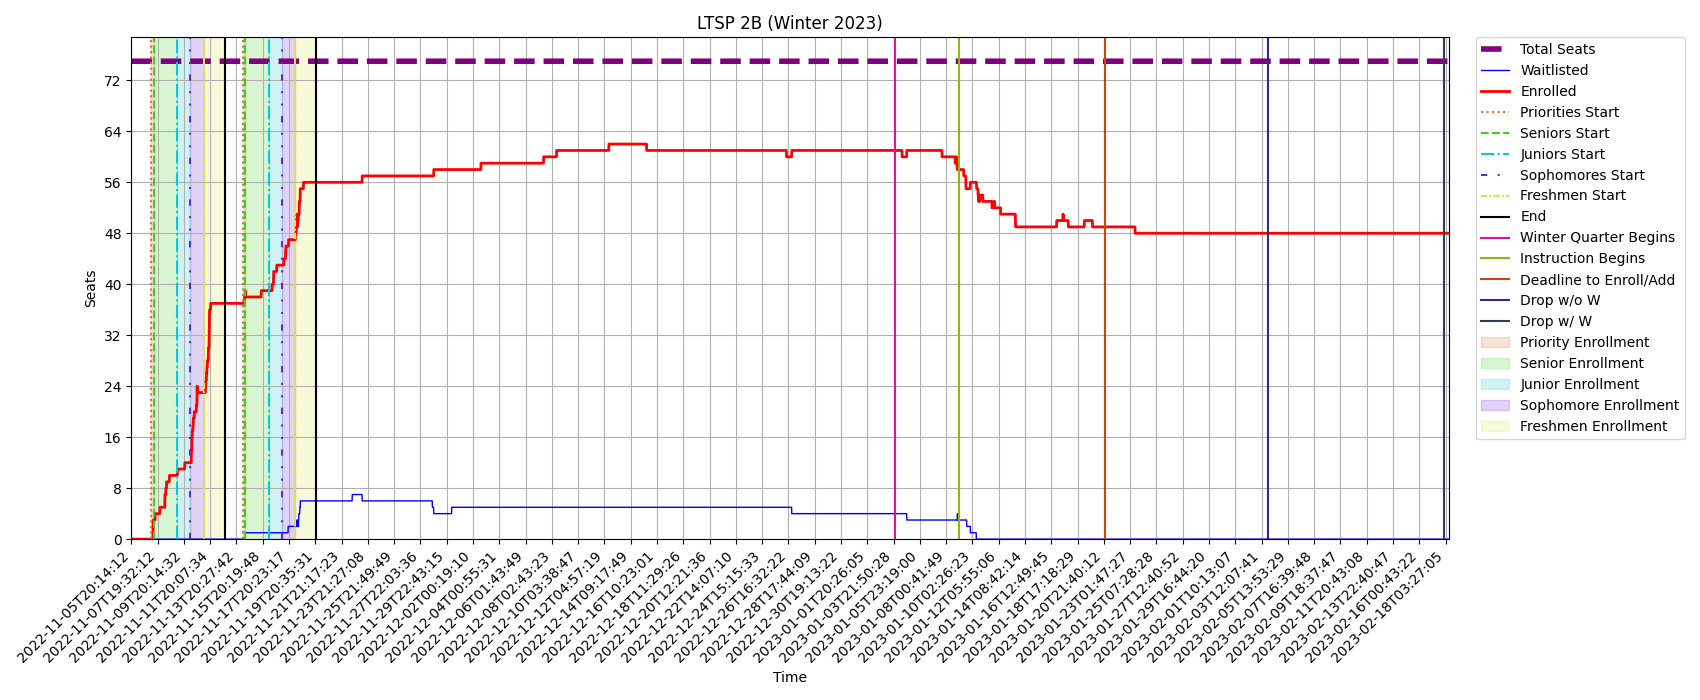 LTSP 2B (Winter 2023)
Seats
72
64
56
48
40
32
24
16
8
0
2022-11-05T20:14:12
2022-11-07T19:32:12
2022-11-09T20:14:32
2022-11-11T20:07:34
2022-11-13T20:27:42
2022-11-15T20:19:48
2022-11-17T20:23:17
2022-11-19T20:35:31
2022-11-21T21:17:23
2022-11-23T21:27:08
2022-11-25T21:49:49
2022-11-27T22:03:36
2022-11-29T22:43:15
2022-12-02T00:19:10
2022-12-04T00:55:31
2022-12-06T01:43:49
2022-12-08T02:43:23
2022-12-10T03:38:47
2022-12-12T04:57:19
2022-12-14T09:17:49
2022-12-16T10:23:01
2022-12-18T11:29:26
2022-12-20T12:21:36
2022-12-22T14:07:10
2022-12-24T15:15:33
2022-12-26T16:32:22
2022-12-28T17:44:09
2022-12-30T19:13:22
2023-01-01T20:26:05
2023-01-03T21:50:28
2023-01-05T23:19:00
2023-01-08T00:41:49
2023-01-10T02:26:23
2023-01-12T05:55:06
2023-01-14T08:42:14
2023-01-16T12:49:45
2023-01-18T17:18:29
2023-01-20T21:40:12
2023-01-23T01:47:27
2023-01-25T07:28:28
2023-01-27T12:40:52
2023-01-29T16:44:20
2023-02-01T10:13:07
2023-02-03T12:07:41
2023-02-05T13:53:29
2023-02-07T16:39:48
2023-02-09T18:37:47
2023-02-11T20:43:08
2023-02-13T22:40:47
2023-02-16T00:43:22
2023-02-18T03:27:05
Time
Total Seats
Waitlisted
Enrolled
Priorities Start
Seniors Start
Juniors Start
Sophomores Start
Freshmen Start
End
Winter Quarter Begins
Instruction Begins
Deadline to Enroll/Add
Drop w/o W
Drop w/ W
Priority Enrollment
Senior Enrollment
Junior Enrollment
Sophomore Enrollment
Freshmen Enrollment